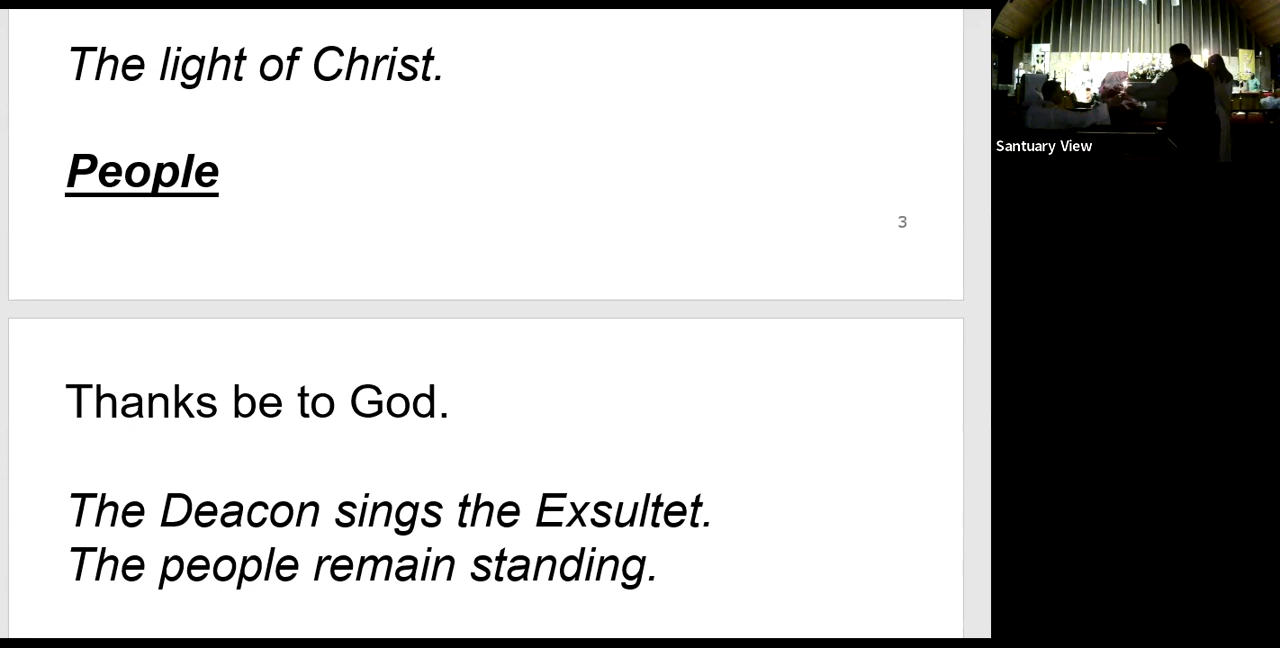 The light of Christ.
People
3
Thanks be to God.
The Deacon sings the Exsultet.
The people remain standing.
Santuary View